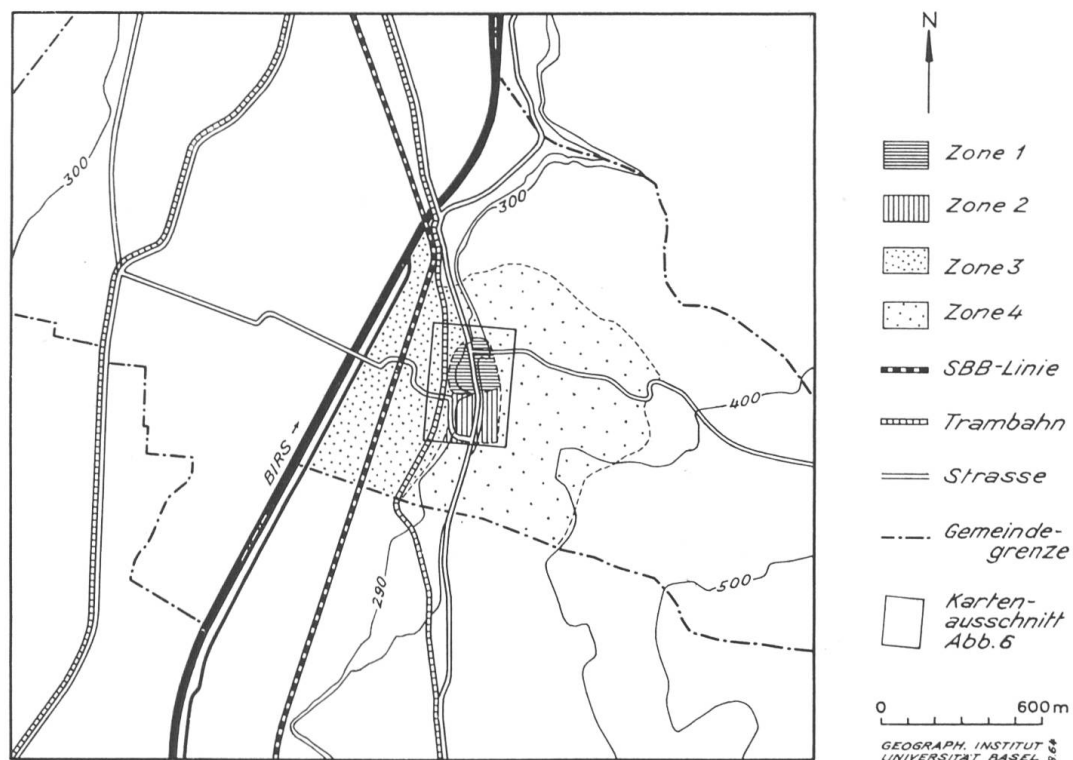 N
300
300
400
500
290
BIRS
Zone 1
Zone 2
Zone 3
Zone 4
SBB-Linie
Trambahn
Strasse
Gemeinde-
grenze
Karten-
ausschnitt
Abb. 6
0 600 m
GEOGRAPH. INSTITUT
UNIVERSITÄT BASEL